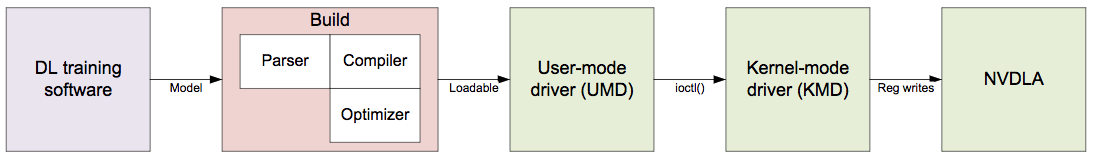 DL training
software
Model
Build
Parser
Compiler
Optimizer
Loadable
User-mode
driver (UMD)
ioctl()
Kernel-mode
driver (KMD)
Reg writes
NVDLA